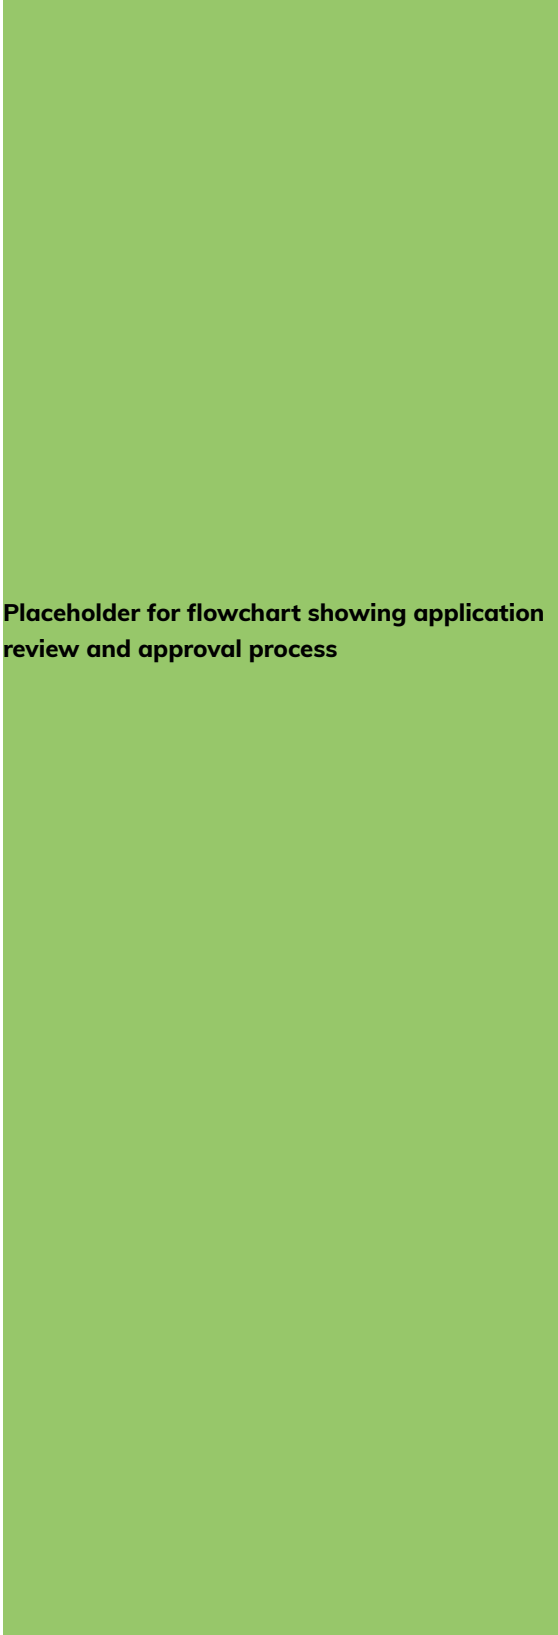 Placeholder for flowchart showing application
review and approval process